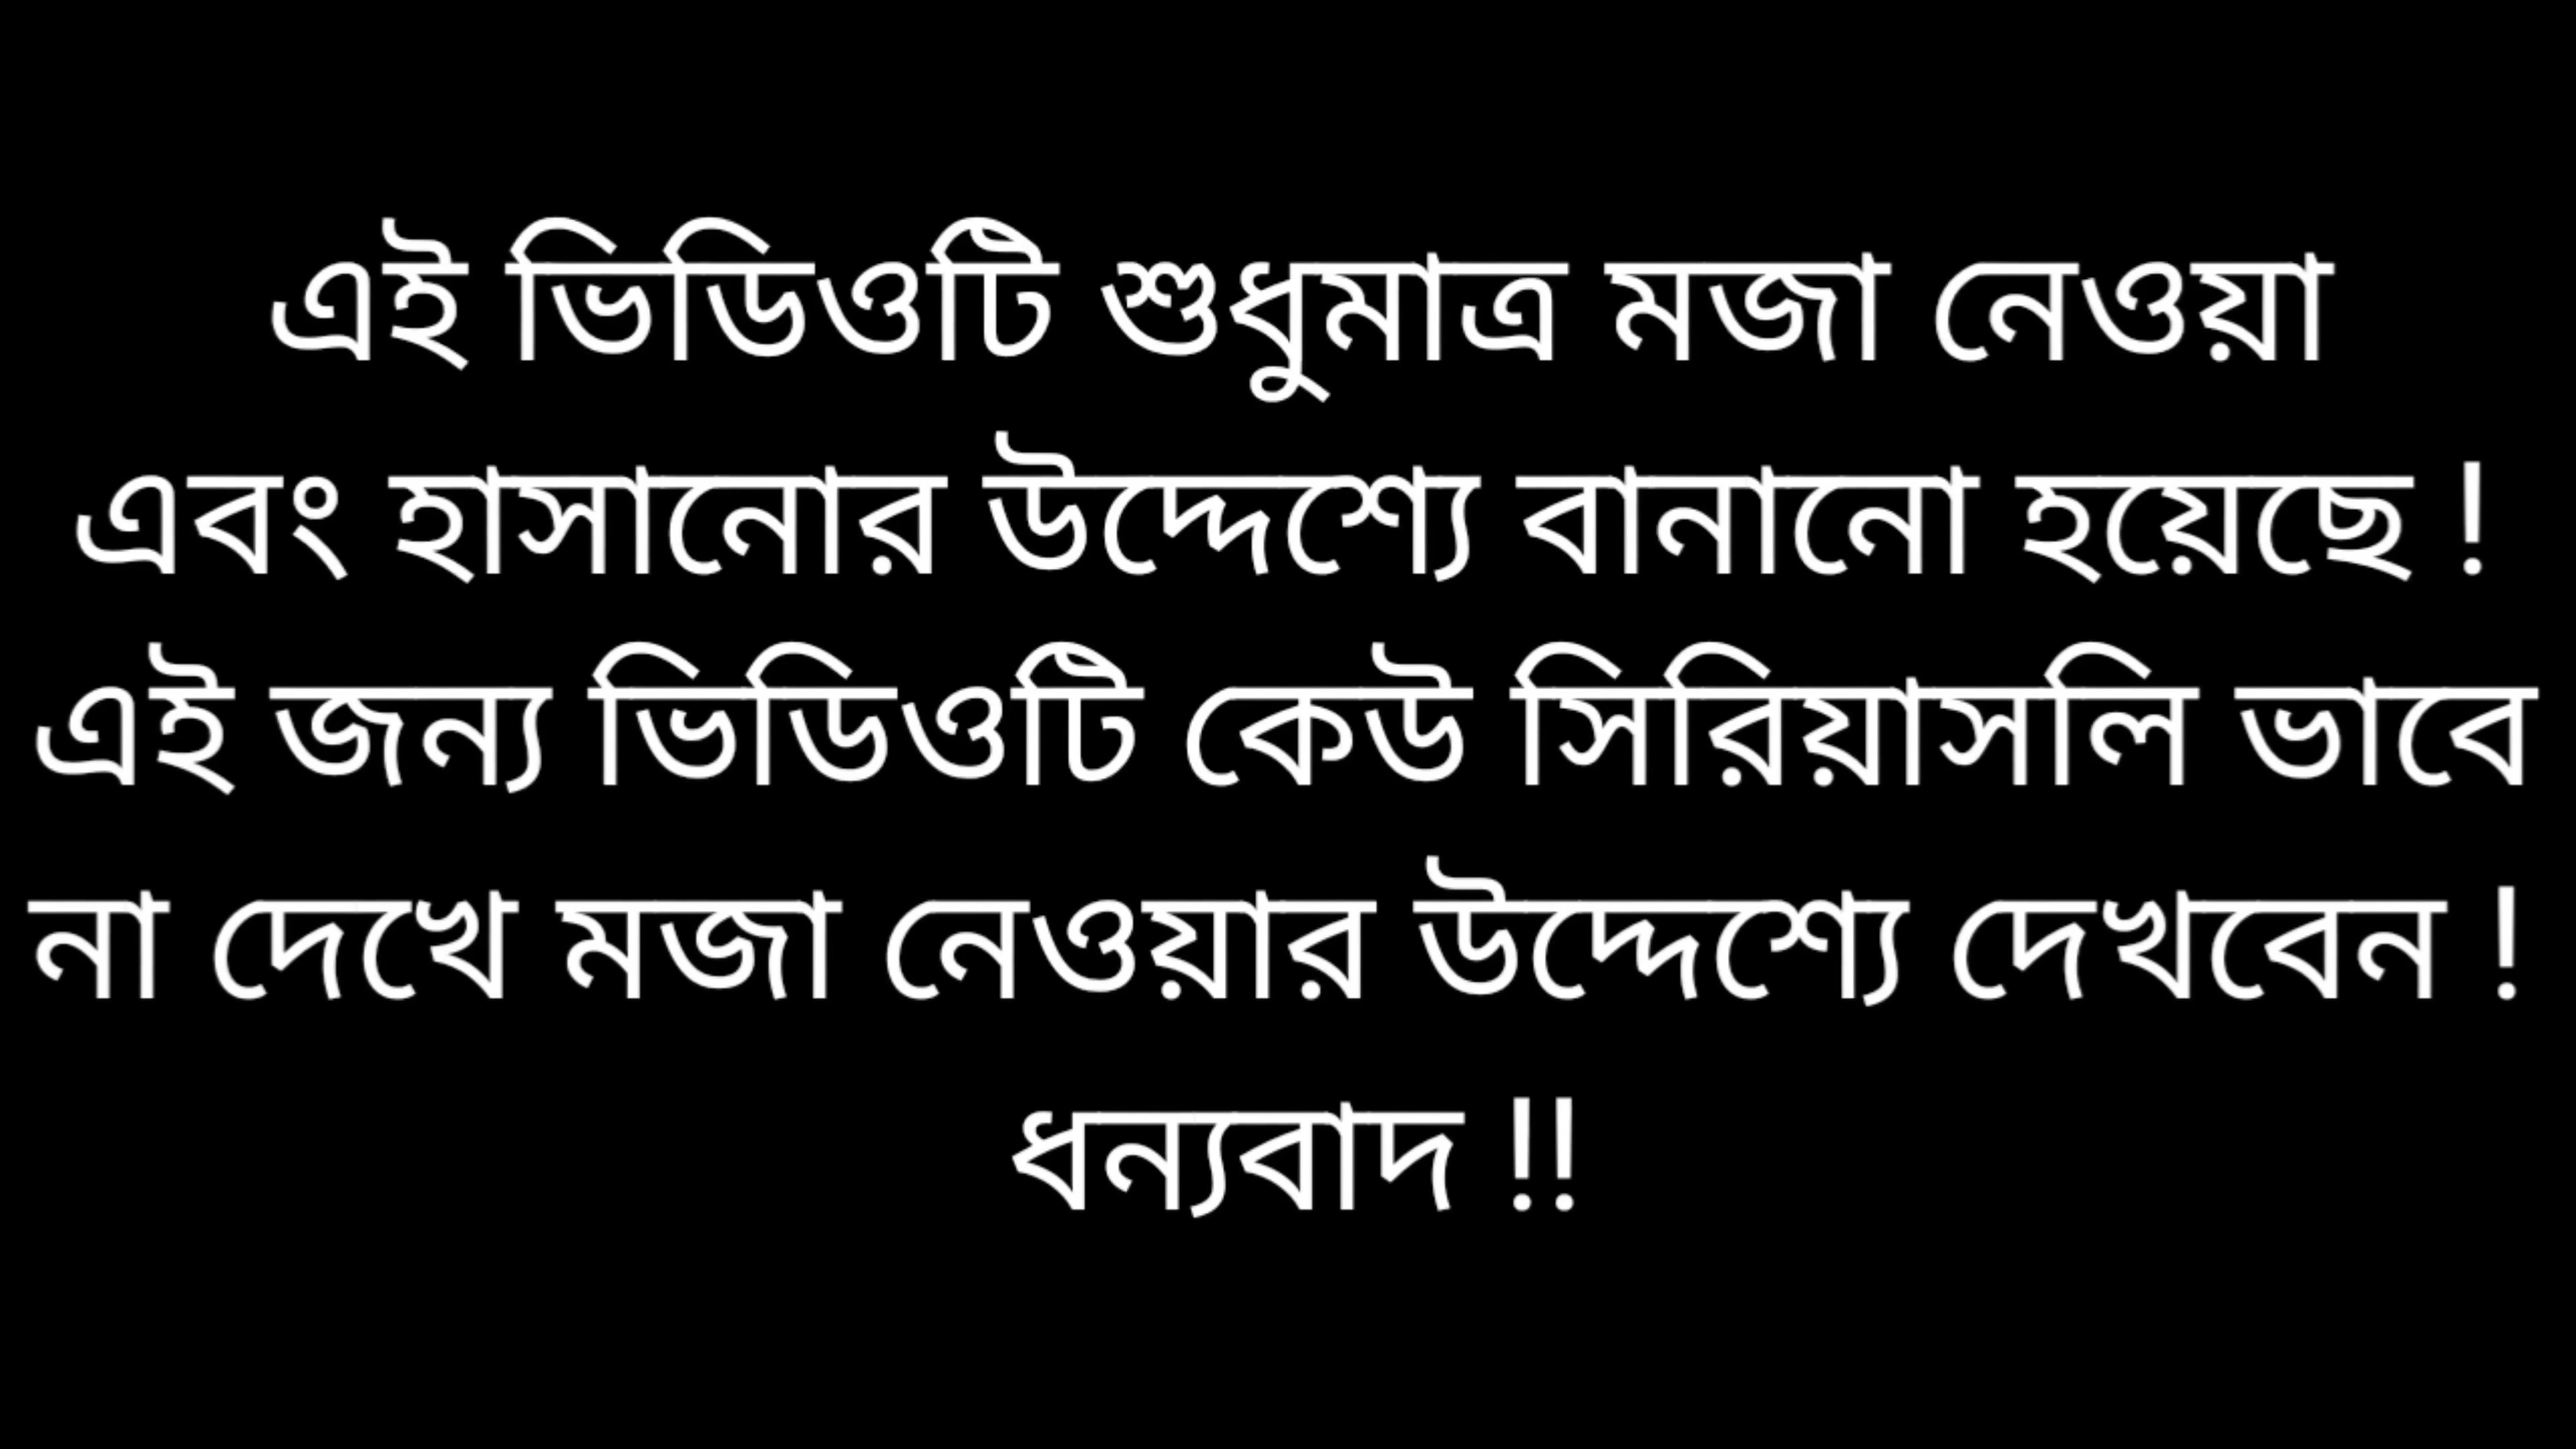 এই ভিডিওটি শুধুমাত্র মজা নেওয়া
এবং হাসানোর উদ্দেশ্যে বানানো হয়েছে !
এই জন্য ভিডিওটি কেউ সিরিয়াসলি ভাবে
না দেখে মজা নেওয়ার উদ্দেশ্যে দেখবেন !
ধন্যবাদ !!